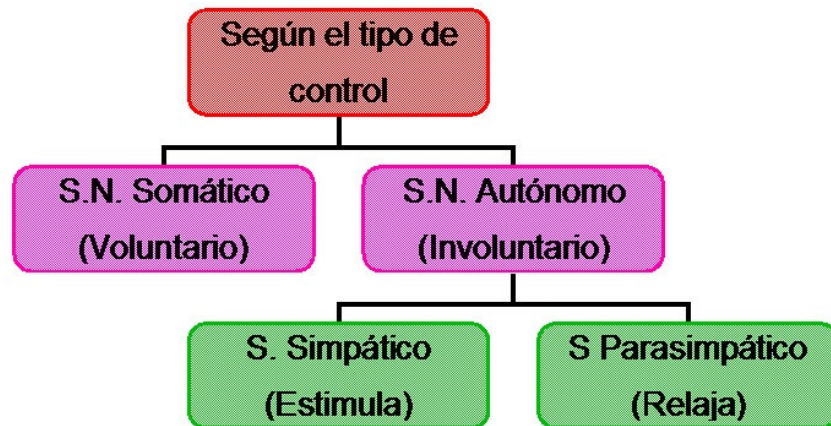 Según el tipo de
control
S.N. Somático
(Voluntario)
S.N. Autónomo
(Involuntario)
S. Simpático
(Estimula)
S Parasimpático
(Relaja)